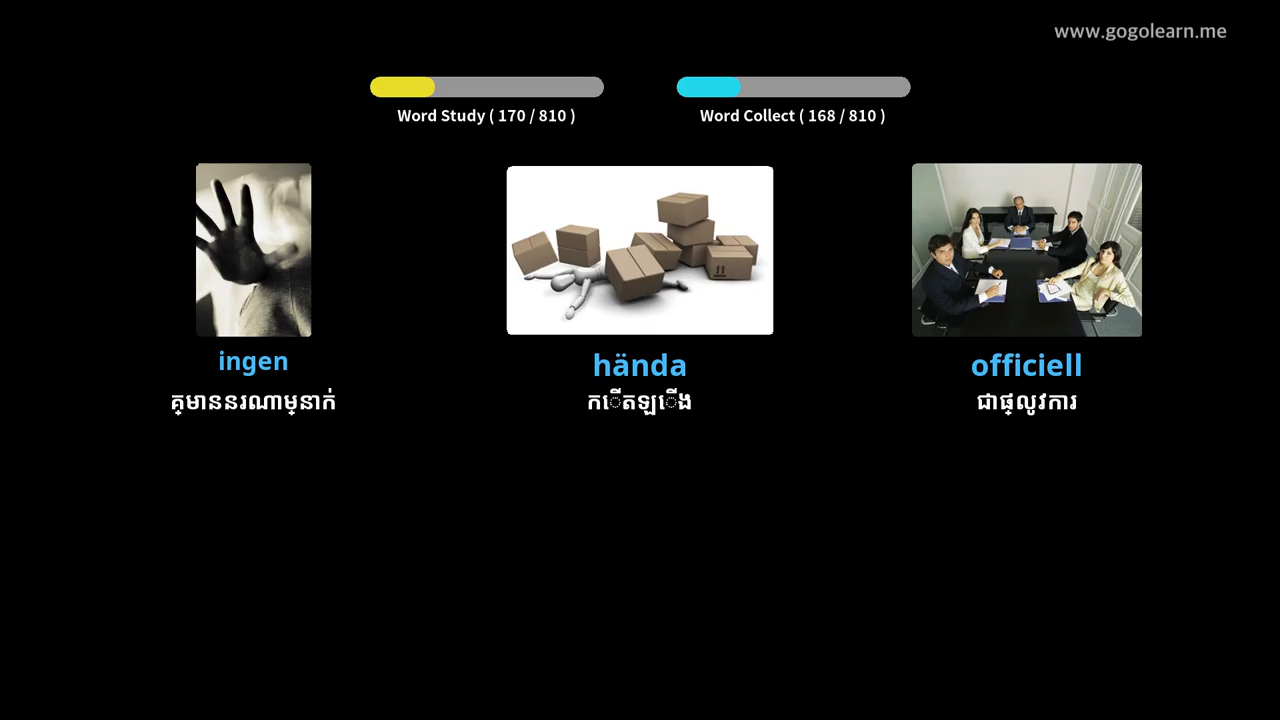 www.gogolearn.me
Word Study ( 170 / 810 )
Word Collect ( 168 / 810 )
ingen
hända
officiell
គ្មាននរណាម្នាក់
កើតឡើង
ជាផ្លូវការ